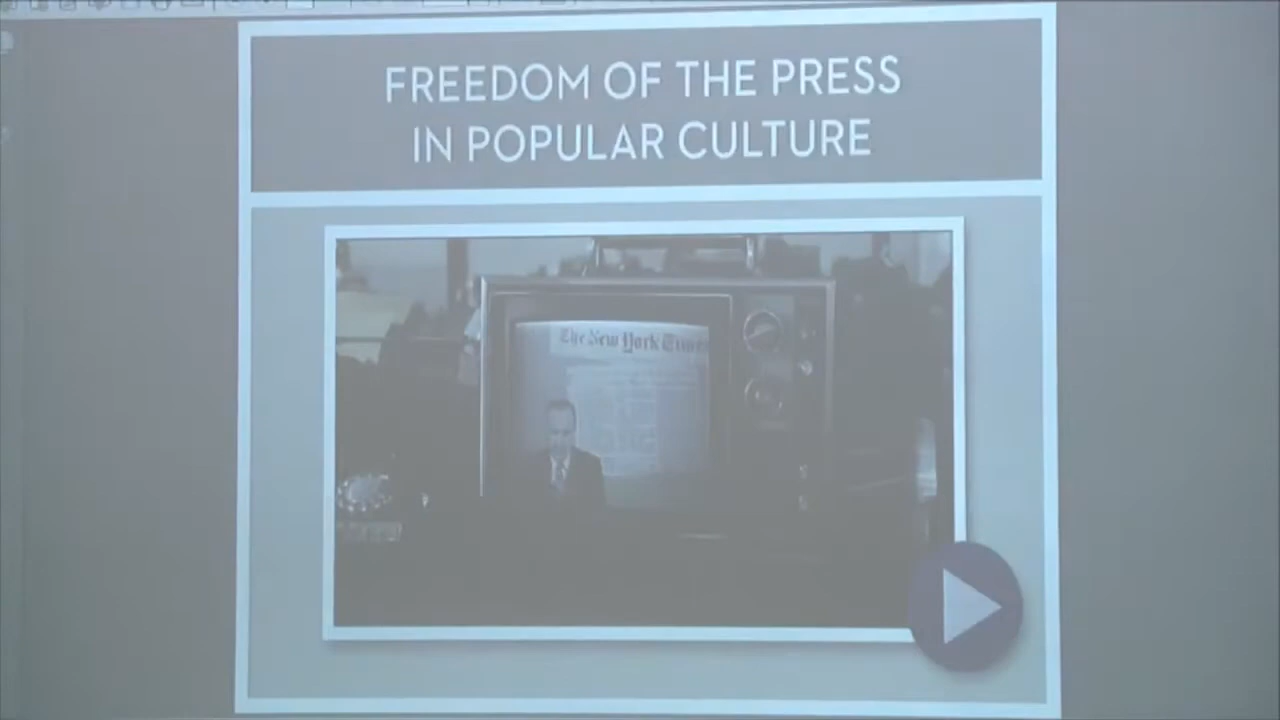 FREEDOM OF THE PRESS
IN POPULAR CULTURE
The New York Times